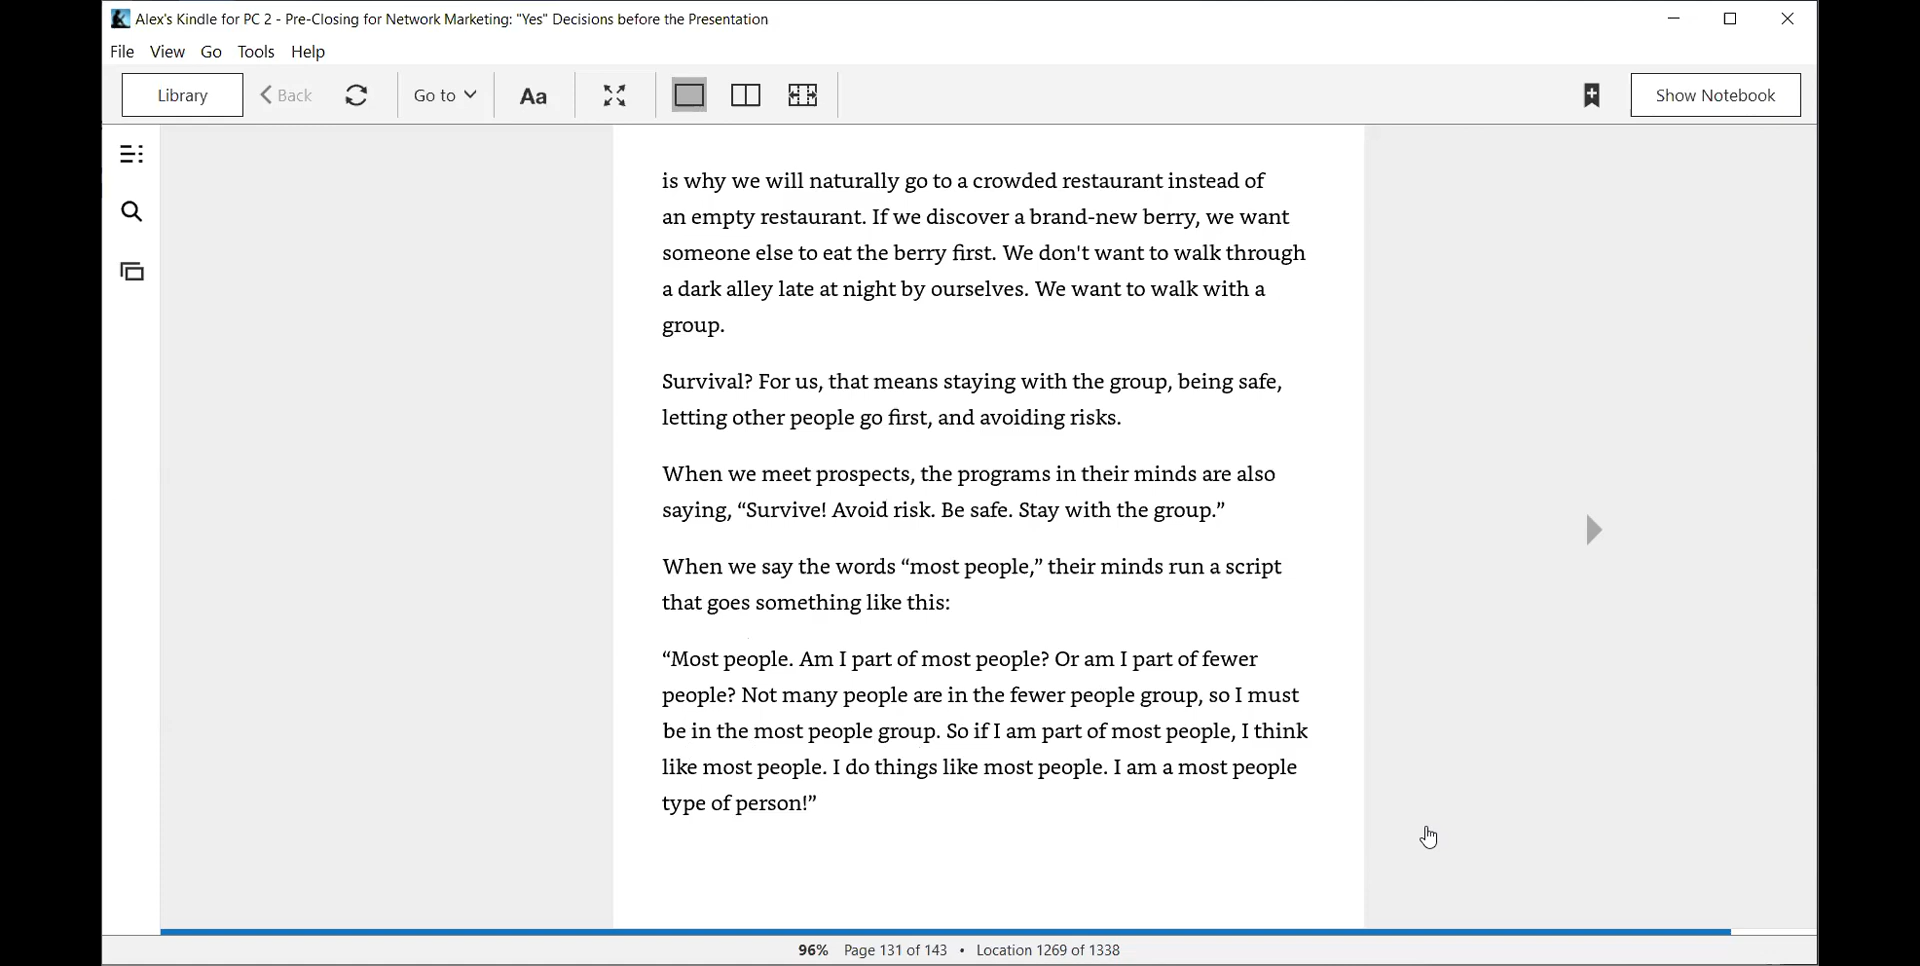 Alex's Kindle for PC 2 - Pre-Closing for Network Marketing: "Yes" Decisions before the Presentation
File View Go Tools Help
Library Back Go to Aa Show Notebook
is why we will naturally go to a crowded restaurant instead of
an empty restaurant. If we discover a brand-new berry, we want
someone else to eat the berry first. We don't want to walk through
a dark alley late at night by ourselves. We want to walk with a
group.
Survival? For us, that means staying with the group, being safe,
letting other people go first, and avoiding risks.
When we meet prospects, the programs in their minds are also
saying, “Survive! Avoid risk. Be safe. Stay with the group.”
When we say the words “most people,” their minds run a script
that goes something like this:
“Most people. Am I part of most people? Or am I part of fewer
people? Not many people are in the fewer people group, so I must
be in the most people group. So if I am part of most people, I think
like most people. I do things like most people. I am a most people
type of person!”
96% Page 131 of 143 • Location 1269 of 1338